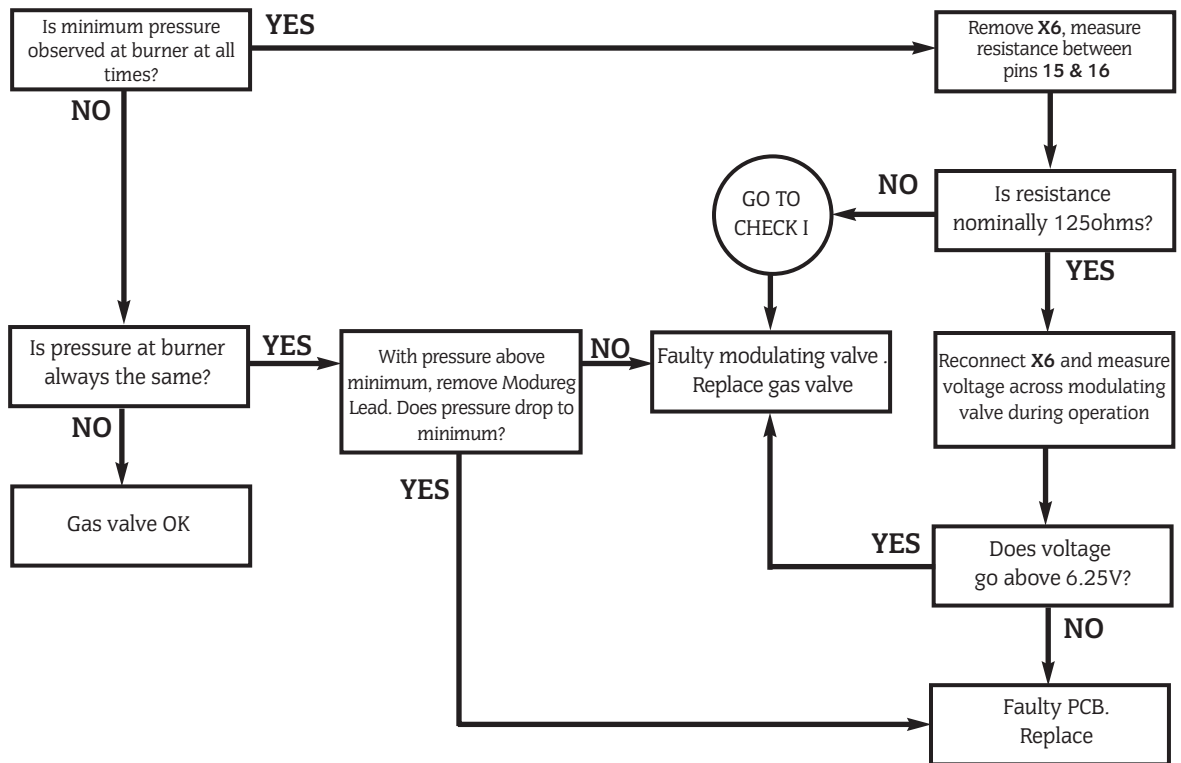 Is minimum pressure
observed at burner at all
times?
YES
Remove X6, measure
resistance between
pins 15 & 16
NO
GO TO
CHECK I
NO
Is resistance
nominally 125ohms?
YES
Is pressure at burner
always the same?
YES
With pressure above
minimum, remove Modureg
Lead. Does pressure drop to
minimum?
NO
Faulty modulating valve .
Replace gas valve
Reconnect X6 and measure
voltage across modulating
valve during operation
NO
YES
Gas valve OK
YES
Does voltage
go above 6.25V?
NO
Faulty PCB.
Replace